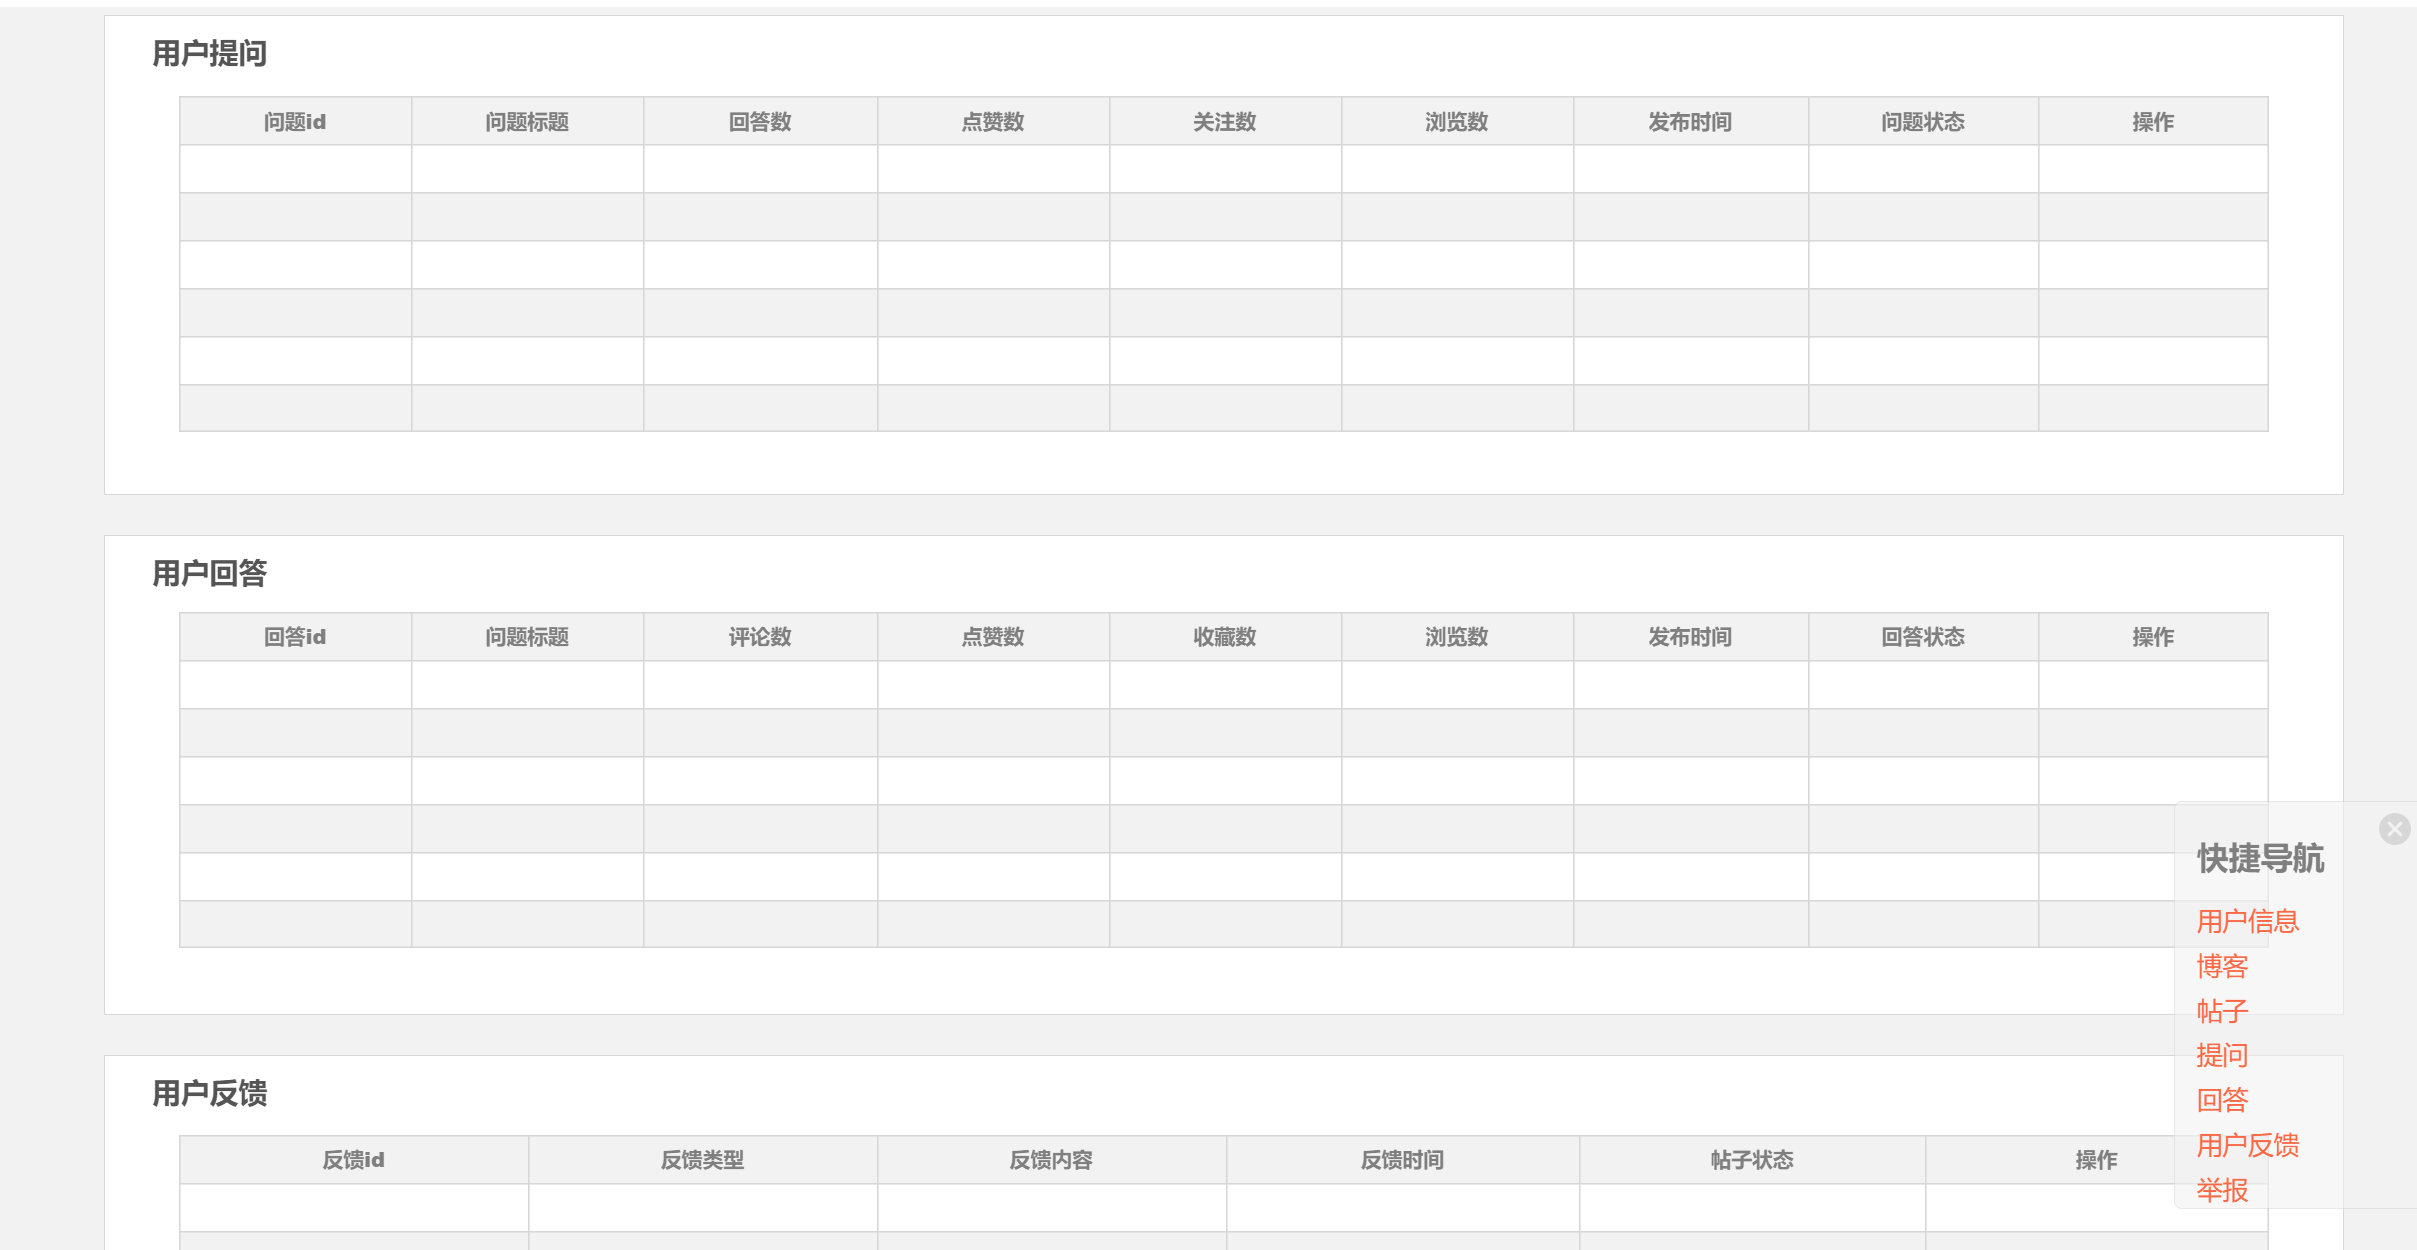 用户提问
问题id 问题标题 回答数 点赞数 关注数 浏览数 发布时间 问题状态 操作
用户回答
回答id 问题标题 评论数 点赞数 收藏数 浏览数 发布时间 回答状态 操作
快捷导航
用户信息
博客
帖子
提问
回答
用户反馈
举报
用户反馈
反馈id 反馈类型 反馈内容 反馈时间 帖子状态 操作